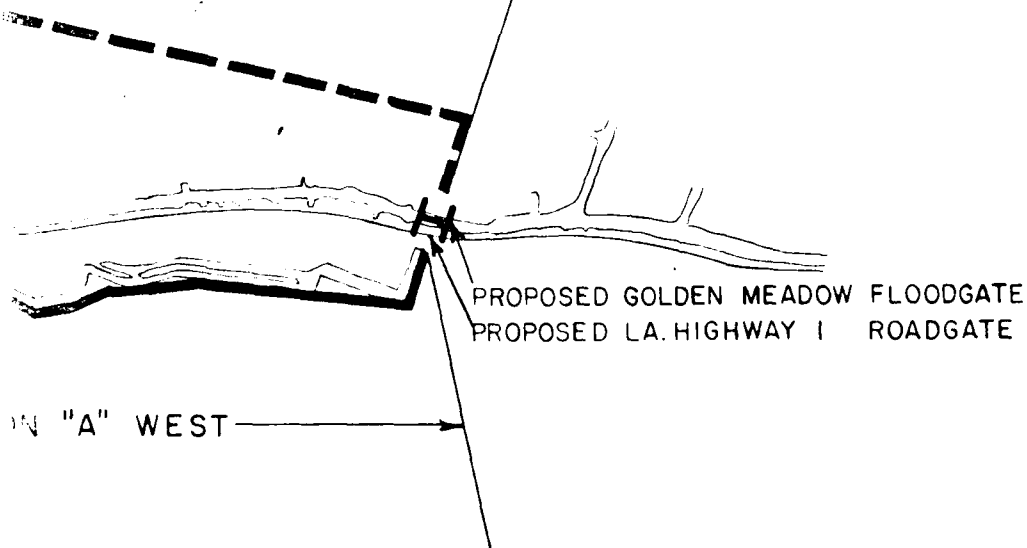 PROPOSED GOLDEN MEADOW FLOODGATE
PROPOSED LA. HIGHWAY 1 ROADGATE
"A" WEST